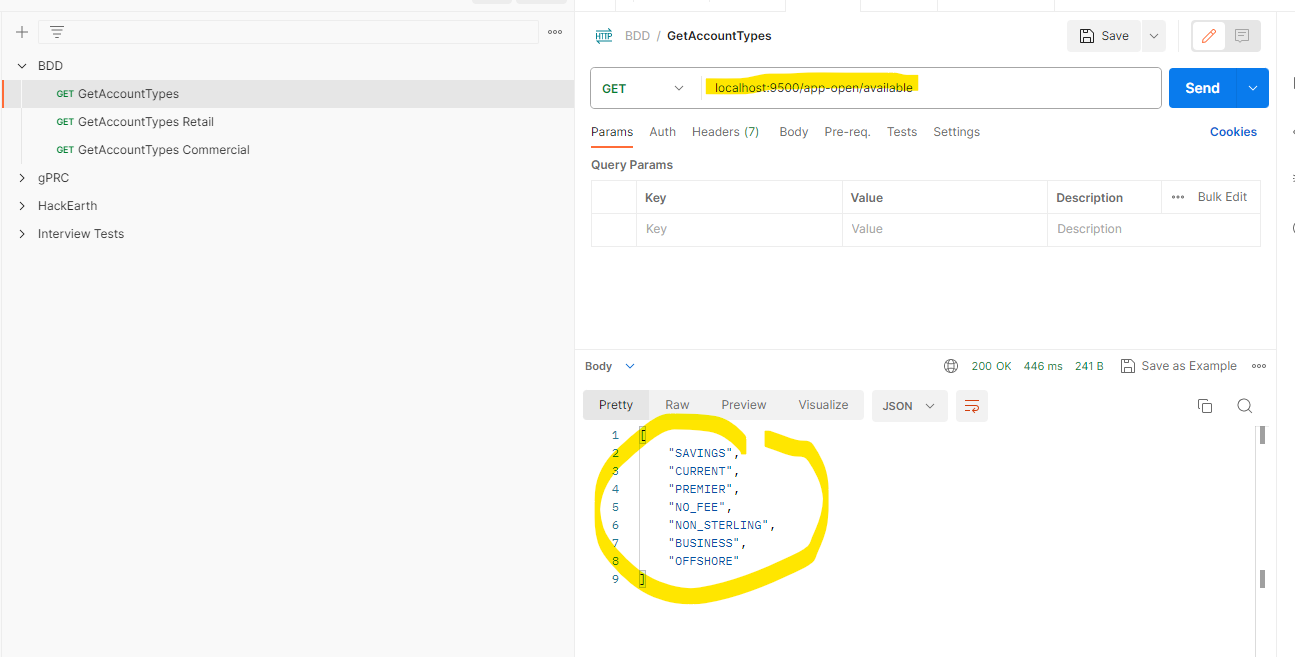 HTTP BDD / GetAccountTypes Save
BDD
GET GetAccountTypes
GET GetAccountTypes Retail
GET GetAccountTypes Commercial
gPRC
HackEarth
Interview Tests
GET localhost:9500/app-open/available Send
Params Auth Headers (7) Body Pre-req. Tests Settings Cookies
Query Params
Key Value Description Bulk Edit
Key Value Description
Body 200 OK 446 ms 241 B Save as Example
Pretty Raw Preview Visualize JSON
1 [
2 "SAVINGS",
3 "CURRENT",
4 "PREMIER",
5 "NO_FEE",
6 "NON_STERLING",
7 "BUSINESS",
8 "OFFSHORE"
9 ]